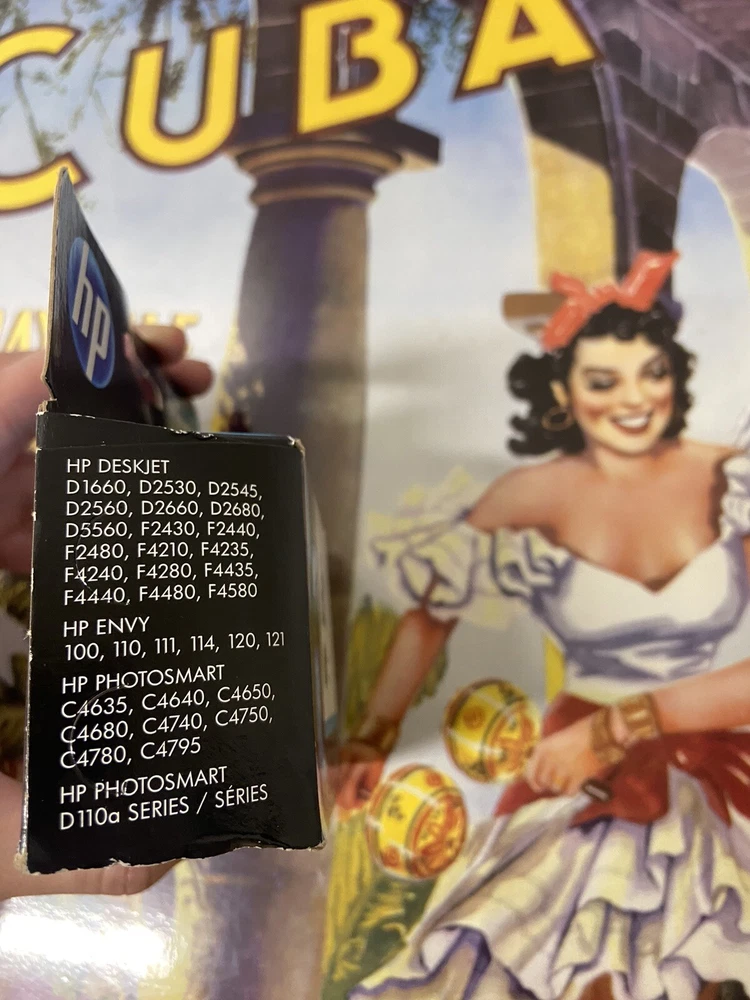 CUBA
hp
HP DESKJET
D1660, D2530, D2545,
D2560, D2660, D2680,
D5560, F2430, F2440,
F2480, F4210, F4235,
F4240, F4280, F4435,
F4440, F4480, F4580
HP ENVY
100, 110, 111, 114, 120, 121
HP PHOTOSMART
C4635, C4640, C4650,
C4680, C4740, C4750,
C4780, C4795
HP PHOTOSMART
D110a SERIES / SÉRIES